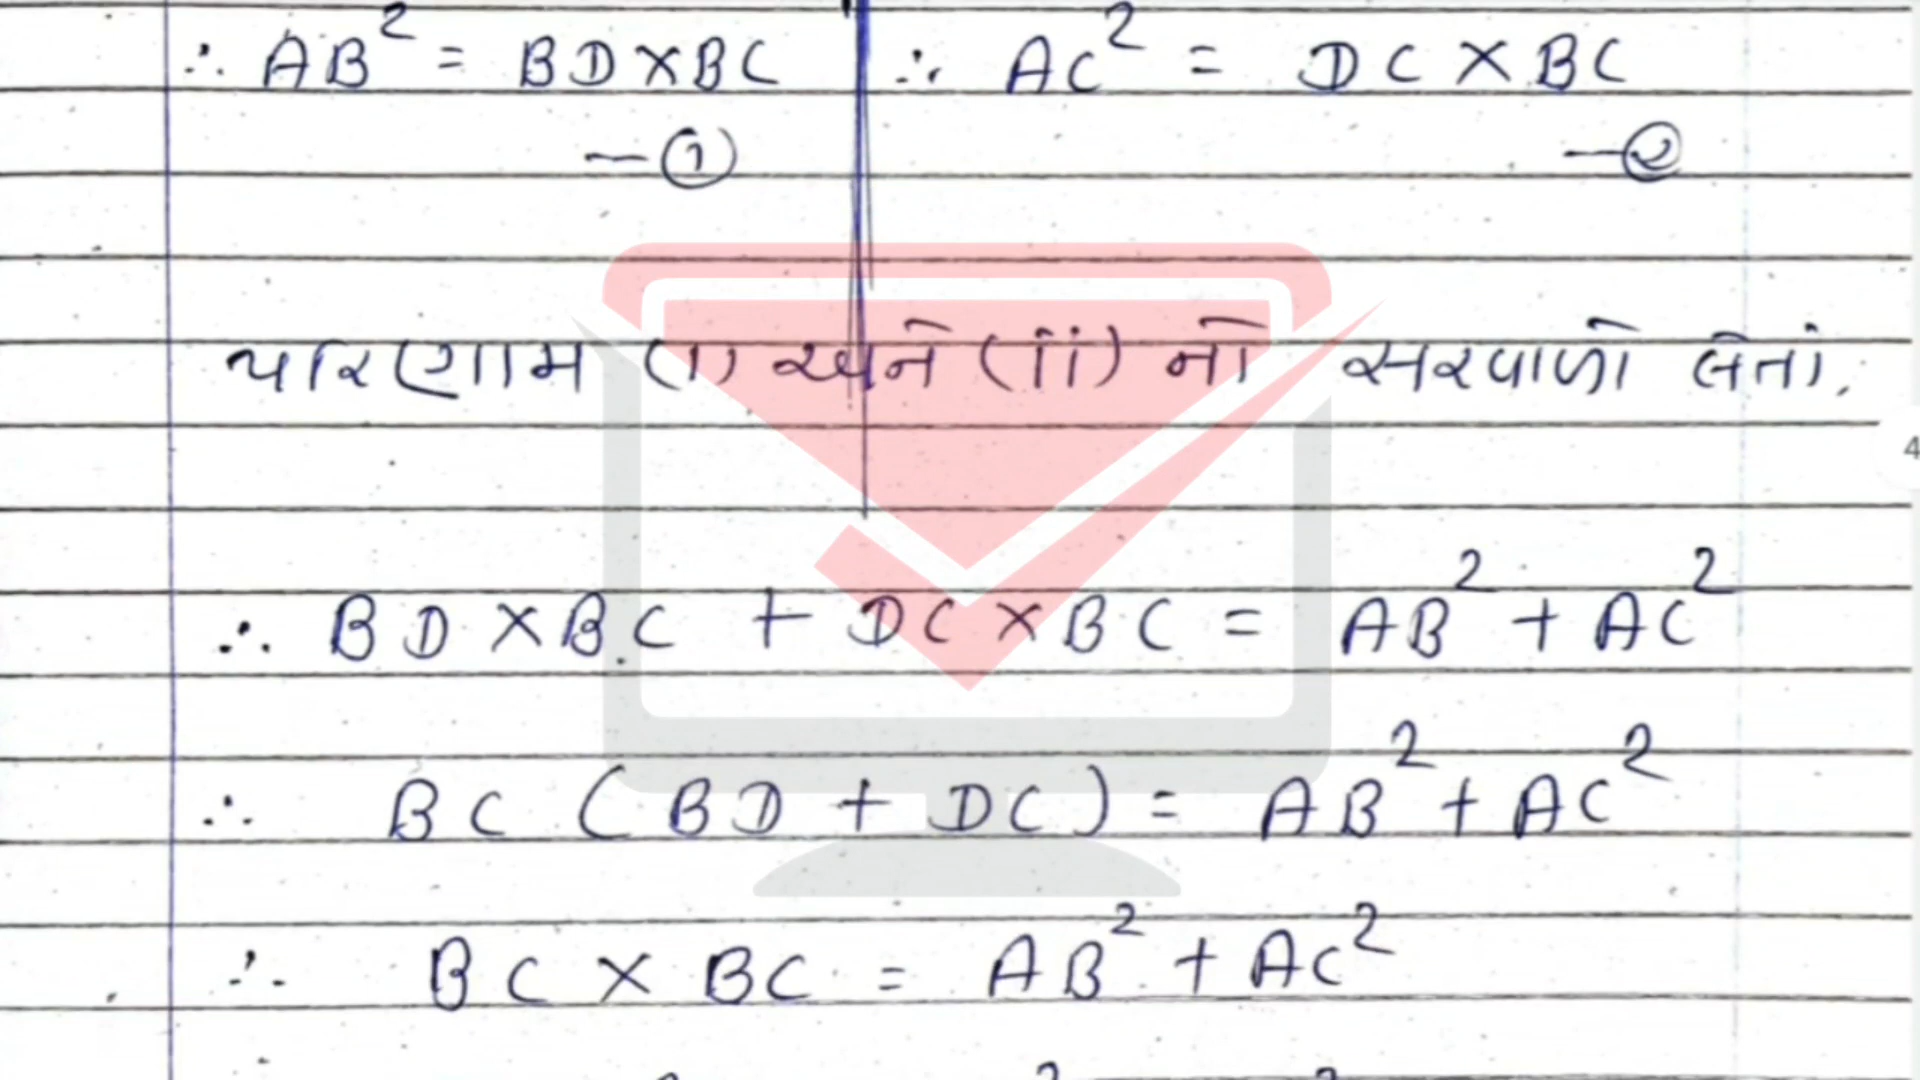 ∴ AB² = BD×BC ∴ AC² = DC × BC
—① —②
પરિણામ (i) અને (ii) નો સરવાળો લેતાં,
4
∴ BD × BC + DC × BC = AB² + AC²
∴ BC (BD + DC) = AB² + AC²
∴ BC × BC = AB² + AC²